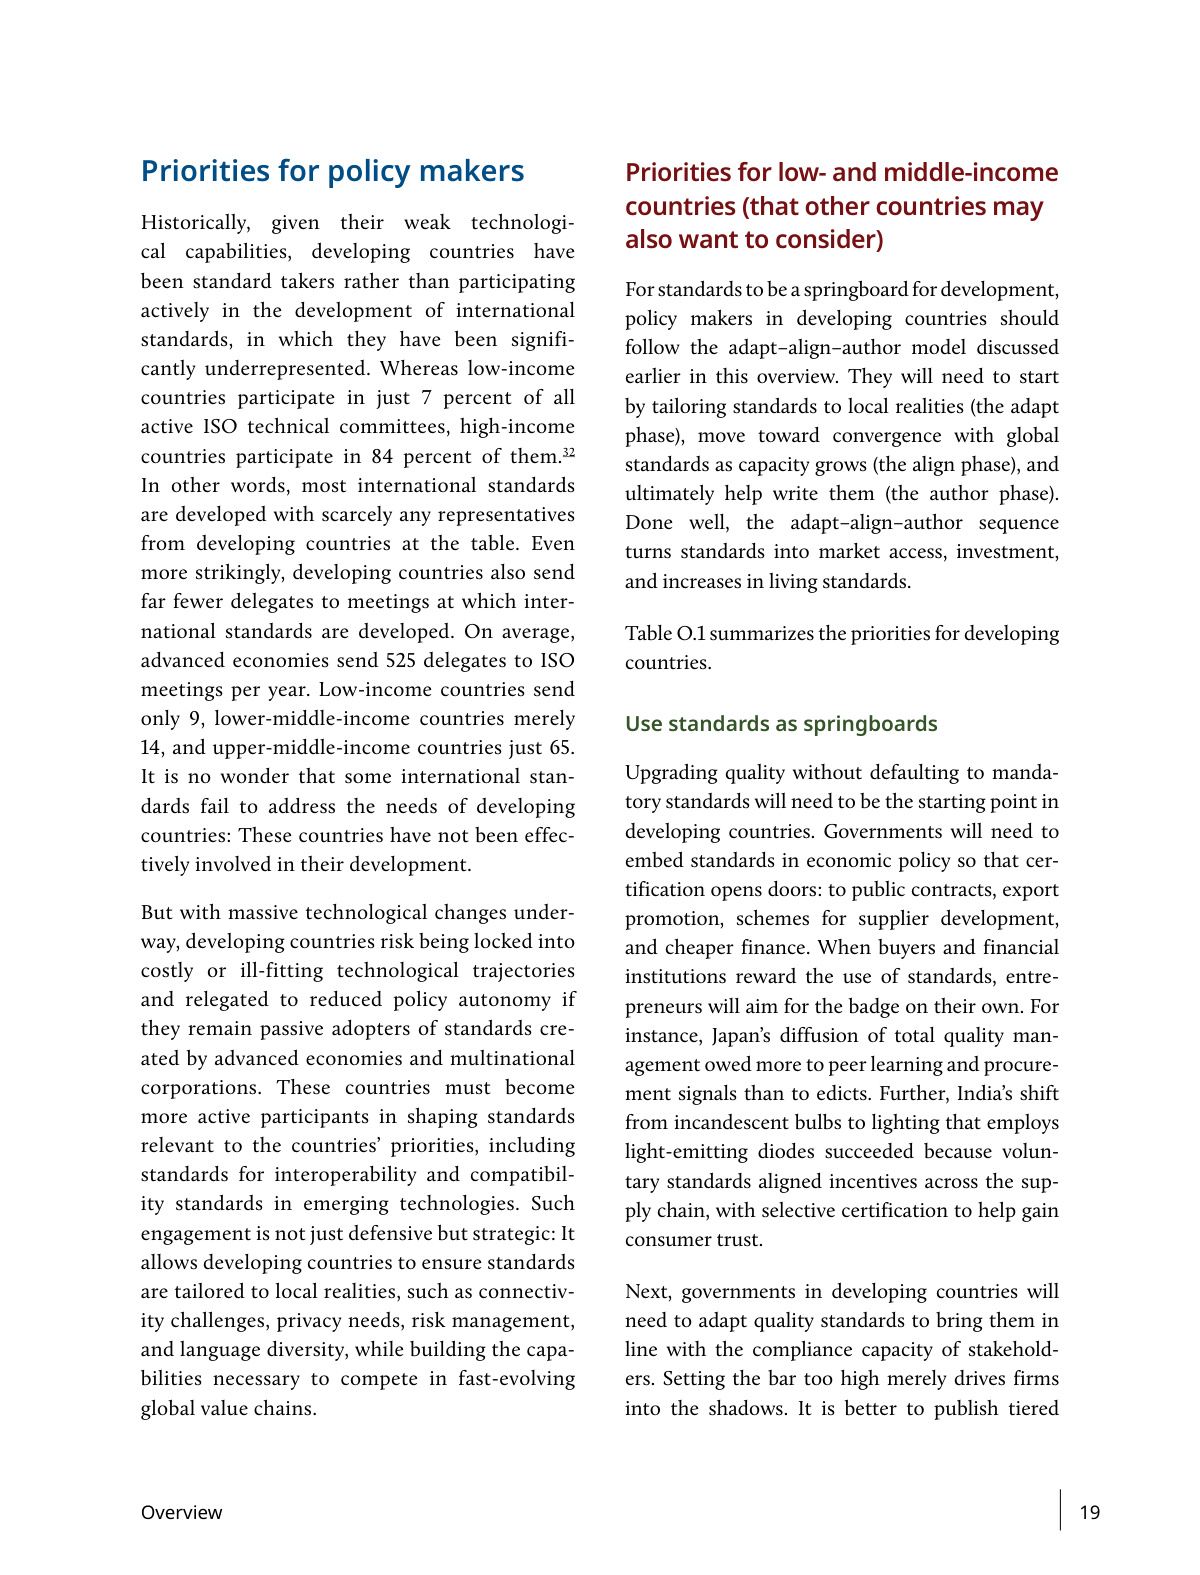 Priorities for policy makers
Historically, given their weak technologi-
cal capabilities, developing countries have
been standard takers rather than participating
actively in the development of international
standards, in which they have been signifi-
cantly underrepresented. Whereas low-income
countries participate in just 7 percent of all
active ISO technical committees, high-income
countries participate in 84 percent of them.32
In other words, most international standards
are developed with scarcely any representatives
from developing countries at the table. Even
more strikingly, developing countries also send
far fewer delegates to meetings at which inter-
national standards are developed. On average,
advanced economies send 525 delegates to ISO
meetings per year. Low-income countries send
only 9, lower-middle-income countries merely
14, and upper-middle-income countries just 65.
It is no wonder that some international stan-
dards fail to address the needs of developing
countries: These countries have not been effec-
tively involved in their development.
But with massive technological changes under-
way, developing countries risk being locked into
costly or ill-fitting technological trajectories
and relegated to reduced policy autonomy if
they remain passive adopters of standards cre-
ated by advanced economies and multinational
corporations. These countries must become
more active participants in shaping standards
relevant to the countries’ priorities, including
standards for interoperability and compatibil-
ity standards in emerging technologies. Such
engagement is not just defensive but strategic: It
allows developing countries to ensure standards
are tailored to local realities, such as connectiv-
ity challenges, privacy needs, risk management,
and language diversity, while building the capa-
bilities necessary to compete in fast-evolving
global value chains.
Priorities for low- and middle-income
countries (that other countries may
also want to consider)
For standards to be a springboard for development,
policy makers in developing countries should
follow the adapt–align–author model discussed
earlier in this overview. They will need to start
by tailoring standards to local realities (the adapt
phase), move toward convergence with global
standards as capacity grows (the align phase), and
ultimately help write them (the author phase).
Done well, the adapt–align–author sequence
turns standards into market access, investment,
and increases in living standards.
Table O.1 summarizes the priorities for developing
countries.
Use standards as springboards
Upgrading quality without defaulting to manda-
tory standards will need to be the starting point in
developing countries. Governments will need to
embed standards in economic policy so that cer-
tification opens doors: to public contracts, export
promotion, schemes for supplier development,
and cheaper finance. When buyers and financial
institutions reward the use of standards, entre-
preneurs will aim for the badge on their own. For
instance, Japan’s diffusion of total quality man-
agement owed more to peer learning and procure-
ment signals than to edicts. Further, India’s shift
from incandescent bulbs to lighting that employs
light-emitting diodes succeeded because volun-
tary standards aligned incentives across the sup-
ply chain, with selective certification to help gain
consumer trust.
Next, governments in developing countries will
need to adapt quality standards to bring them in
line with the compliance capacity of stakehold-
ers. Setting the bar too high merely drives firms
into the shadows. It is better to publish tiered
Overview
19